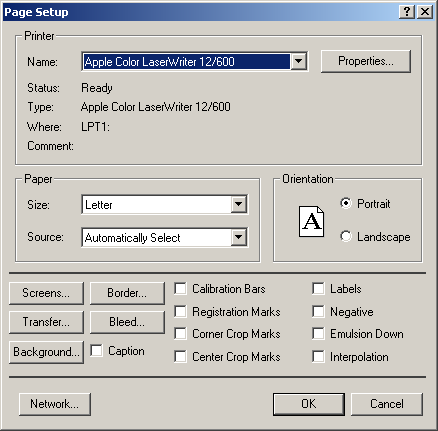 Page Setup
Printer
Name: Apple Color LaserWriter 12/600 Properties...
Status: Ready
Type: Apple Color LaserWriter 12/600
Where: LPT1:
Comment:
Paper
Size: Letter
Source: Automatically Select
Orientation
A
Portrait
Landscape
Screens... Border... Calibration Bars Labels
Transfer... Bleed... Registration Marks Negative
Background... Caption Corner Crop Marks Emulsion Down
Center Crop Marks Interpolation
Network... OK Cancel